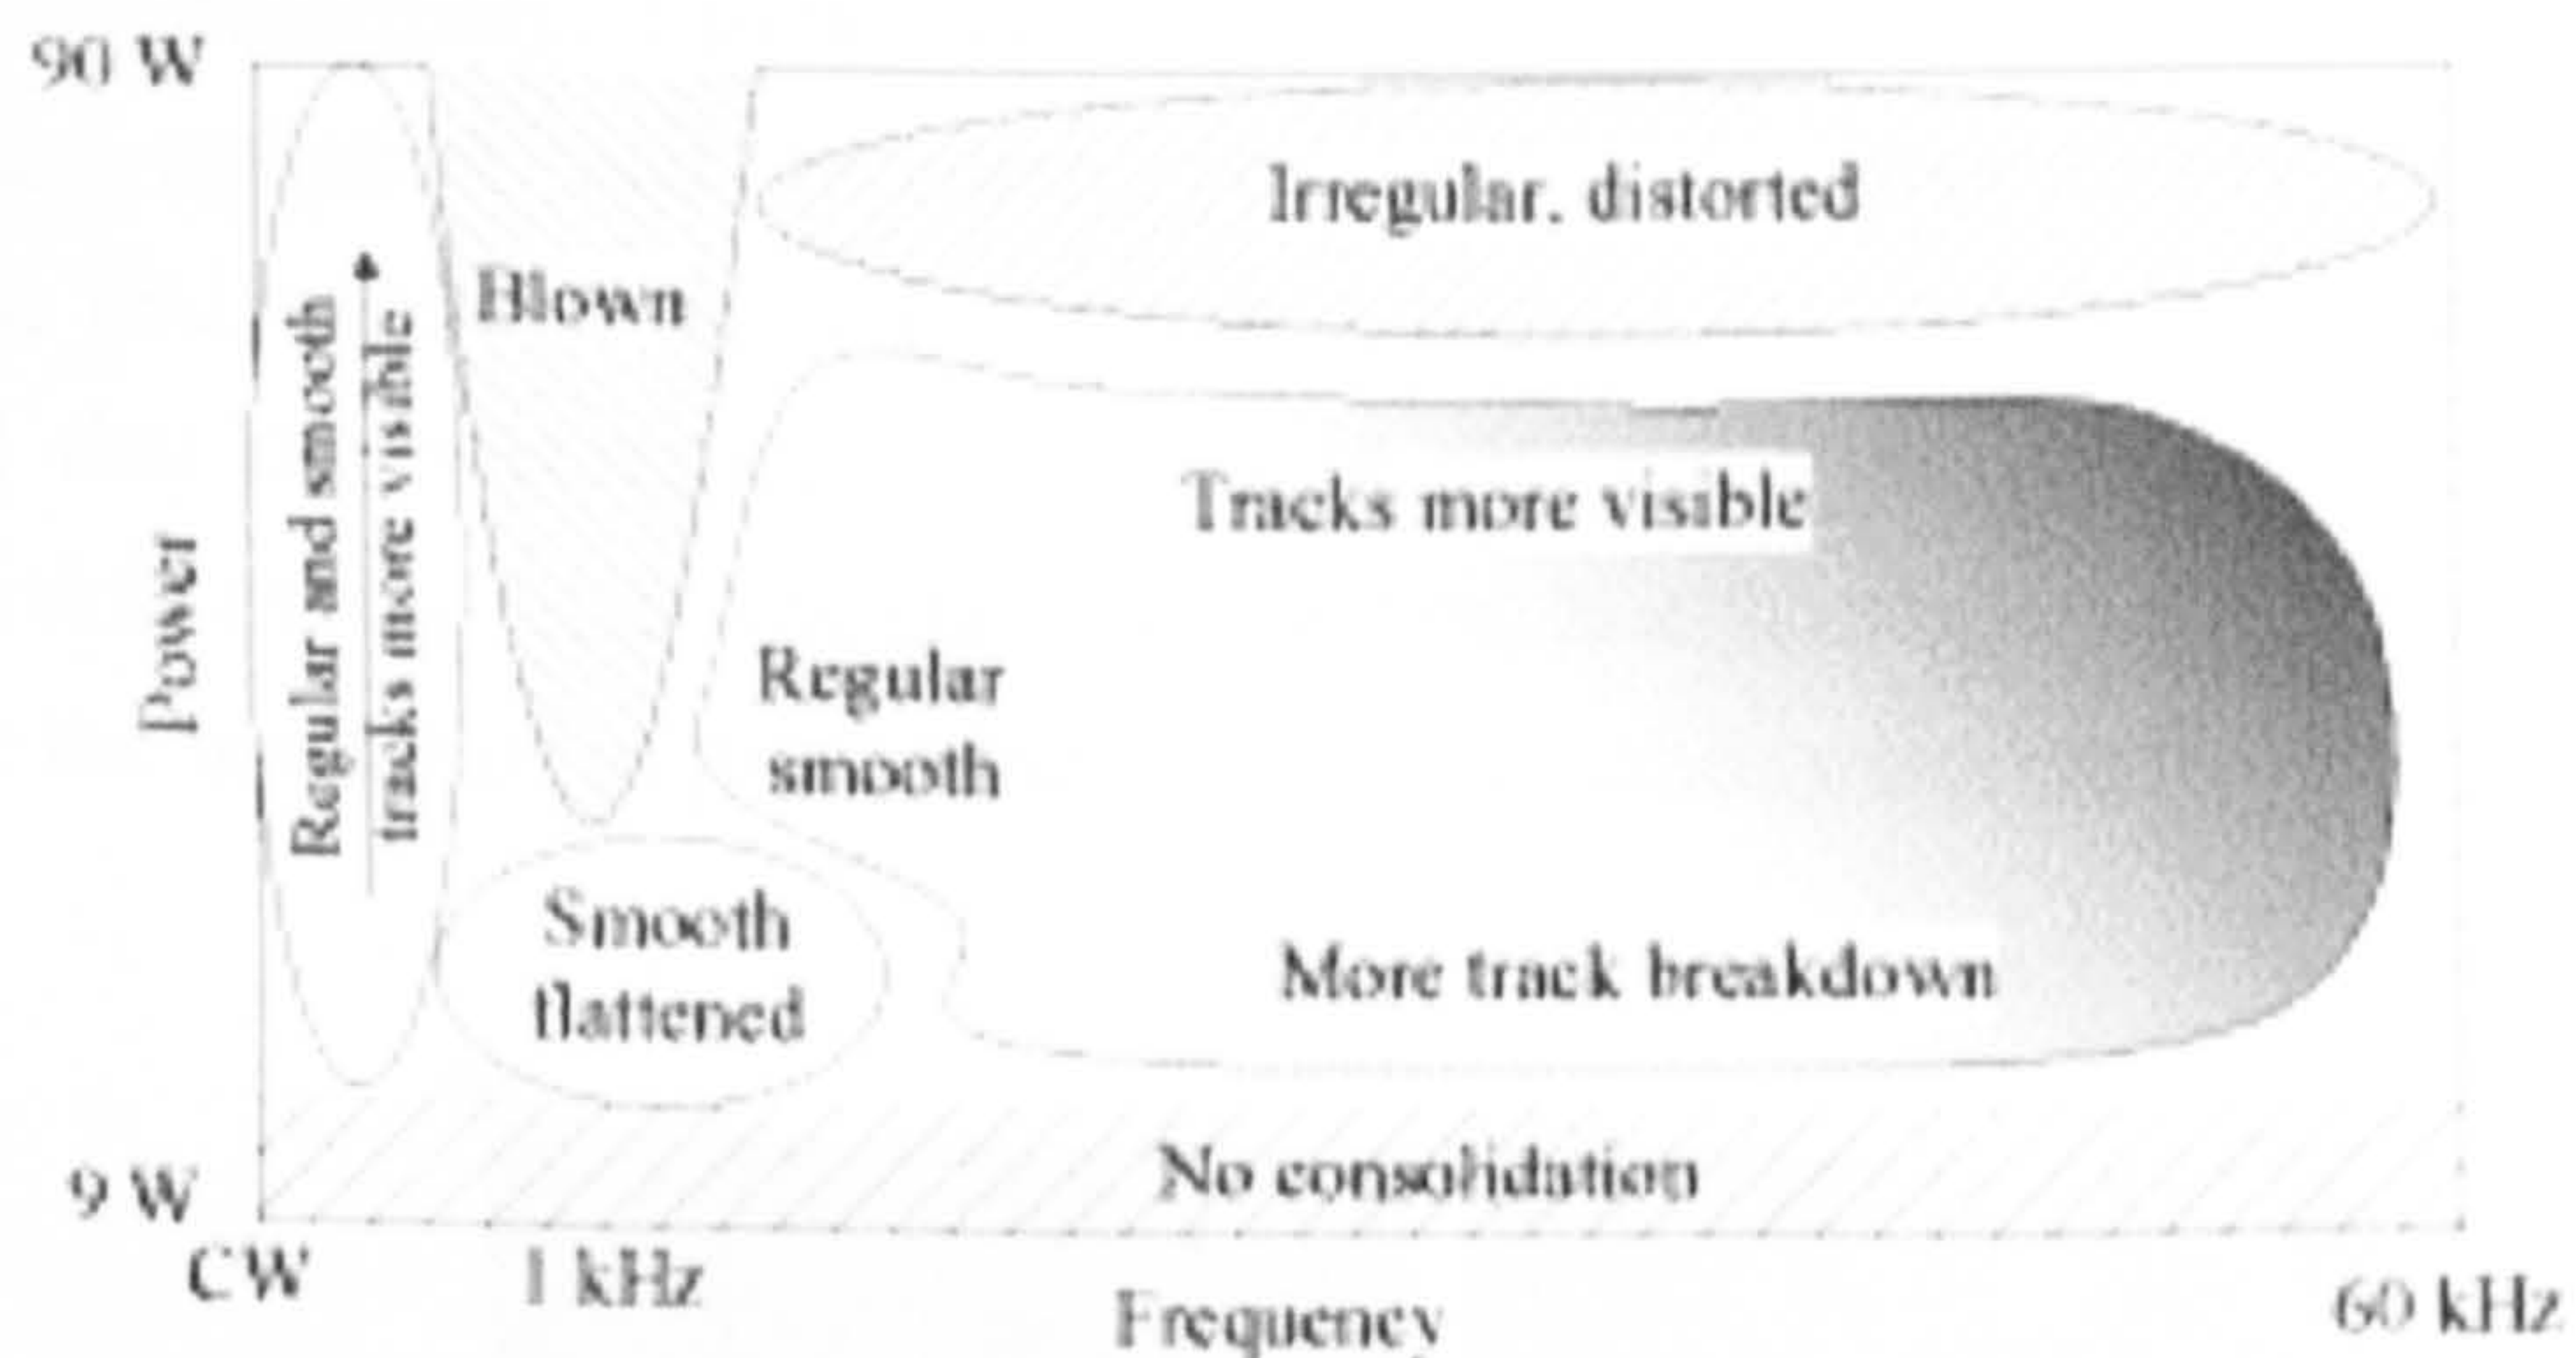 90 W
Irregular, distorted
Blown
Regular and smooth
tracks more visible
Tracks more visible
Power
Regular
smooth
Smooth
flattened
More track breakdown
No consolidation
9 W
CW
1 kHz
Frequency
60 kHz